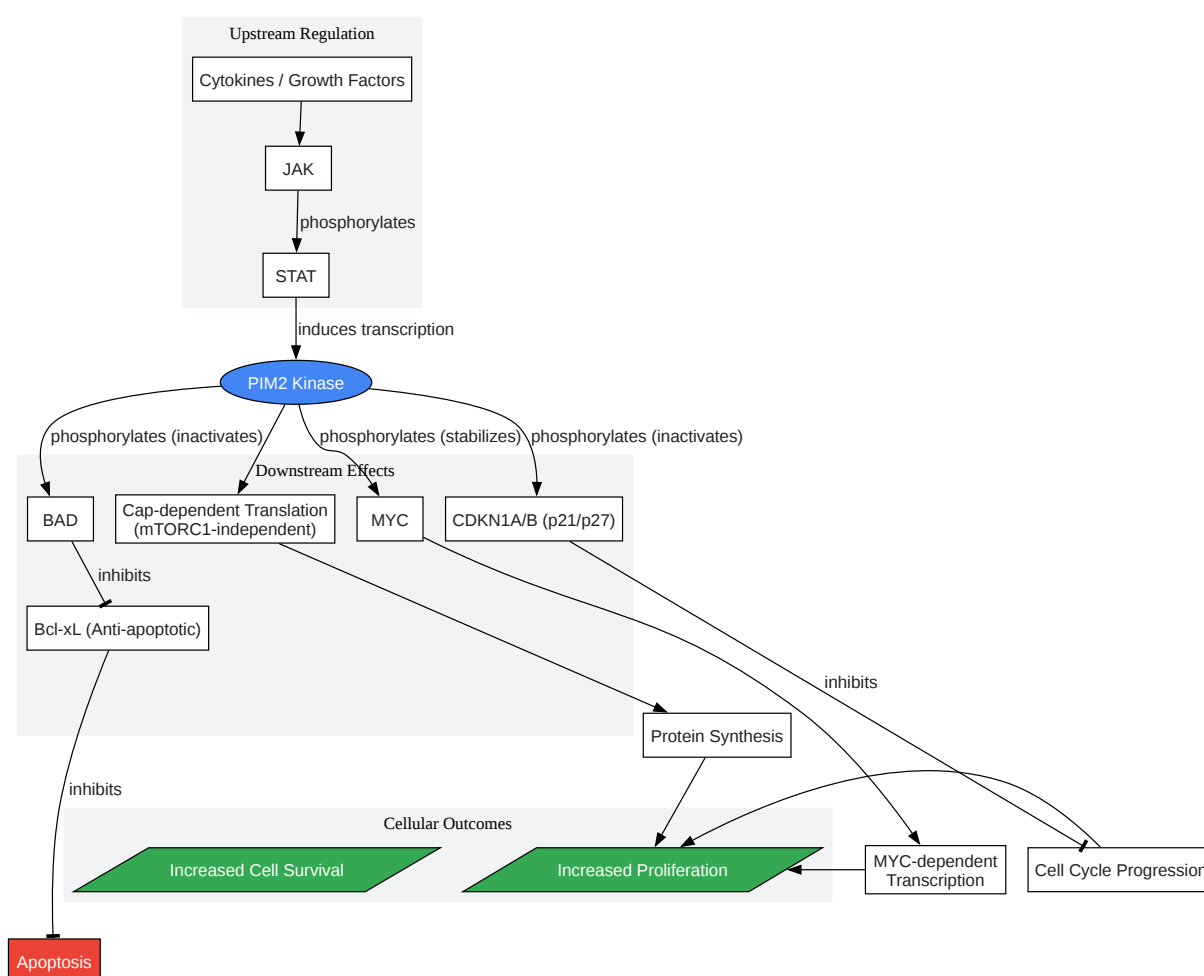 Upstream Regulation
Cytokines / Growth Factors
JAK
phosphorylates
STAT
induces transcription
PIM2 Kinase
phosphorylates (inactivates)
phosphorylates (stabilizes)
phosphorylates (inactivates)
Downstream Effects
BAD
Cap-dependent Translation
(mTORC1-independent)
MYC
CDKN1A/B (p21/p27)
inhibits
Bcl-xL (Anti-apoptotic)
inhibits
Protein Synthesis
inhibits
Cellular Outcomes
Increased Cell Survival
Increased Proliferation
MYC-dependent
Transcription
Cell Cycle Progression
Apoptosis